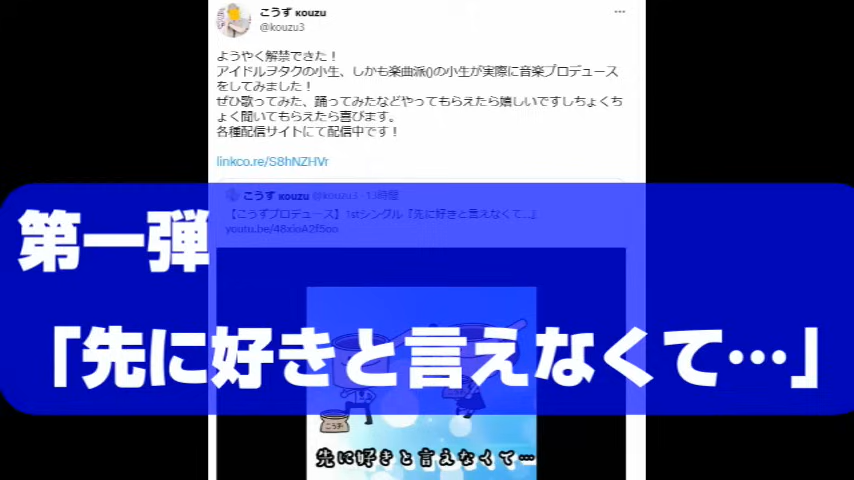 こうず KOUZU
@kouzu3
ようやく解禁できた！
アイドルヲタクの小生、しかも楽曲派()の小生が実際に音楽プロデュース
をしてみました！
ぜひ歌ってみた、踊ってみたなどやってもらえたら嬉しいですしちょくち
ょく聞いてもらえたら喜びます。
各種配信サイトにて配信中です！
linkco.re/S8hNZHVr
こうず KOUZU @kouzu3 · 13時間
【こうずプロデュース】1stシングル『先に好きと言えなくて…』
第一弾
「先に好きと言えなくて…」
こうず
先に好きと言えなくて…